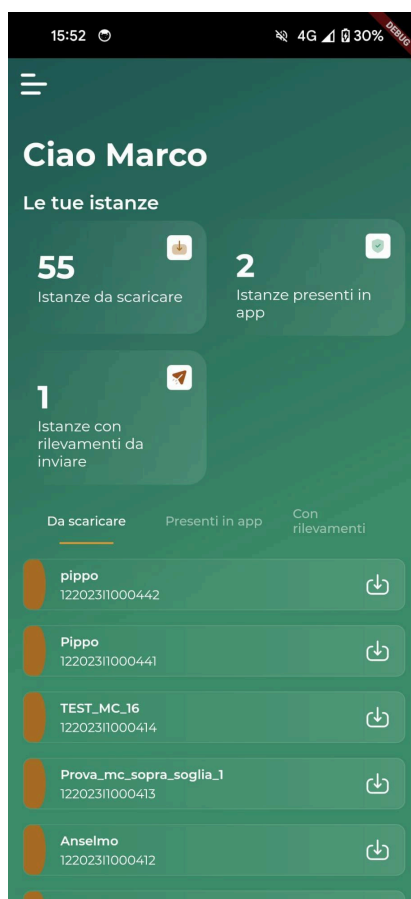 15:52
4G
30%
DEBUG
Ciao Marco
Le tue istanze
55
Istanze da scaricare
2
Istanze presenti in
app
1
Istanze con
rilevamenti da
inviare
Da scaricare
Presenti in app
Con
rilevamenti
pippo
12202311000442
Pippo
12202311000441
TEST_MC_16
12202311000414
Prova_mc_sopra_soglia_1
12202311000413
Anselmo
12202311000412